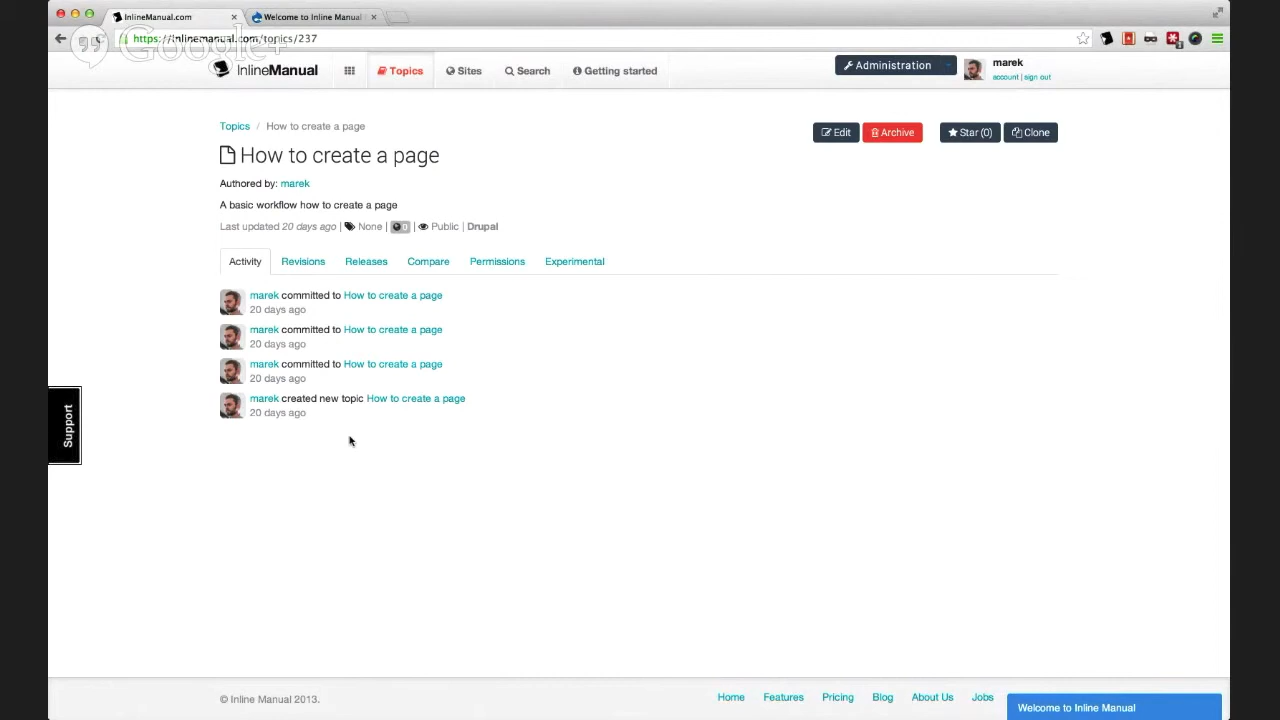 InlineManual.com
Welcome to Inline Manual
Google+
https://inlinemanual.com/topics/237
InlineManual
Topics
Sites
Search
Getting started
Administration
marek
account | sign out
Topics / How to create a page
Edit
Archive
Star (0)
Clone
How to create a page
Authored by: marek
A basic workflow how to create a page
Last updated 20 days ago | None | 0 | Public | Drupal
Activity
Revisions
Releases
Compare
Permissions
Experimental
marek committed to How to create a page
20 days ago
marek committed to How to create a page
20 days ago
marek committed to How to create a page
20 days ago
marek created new topic How to create a page
20 days ago
Support
© Inline Manual 2013.
Home
Features
Pricing
Blog
About Us
Jobs
Welcome to Inline Manual